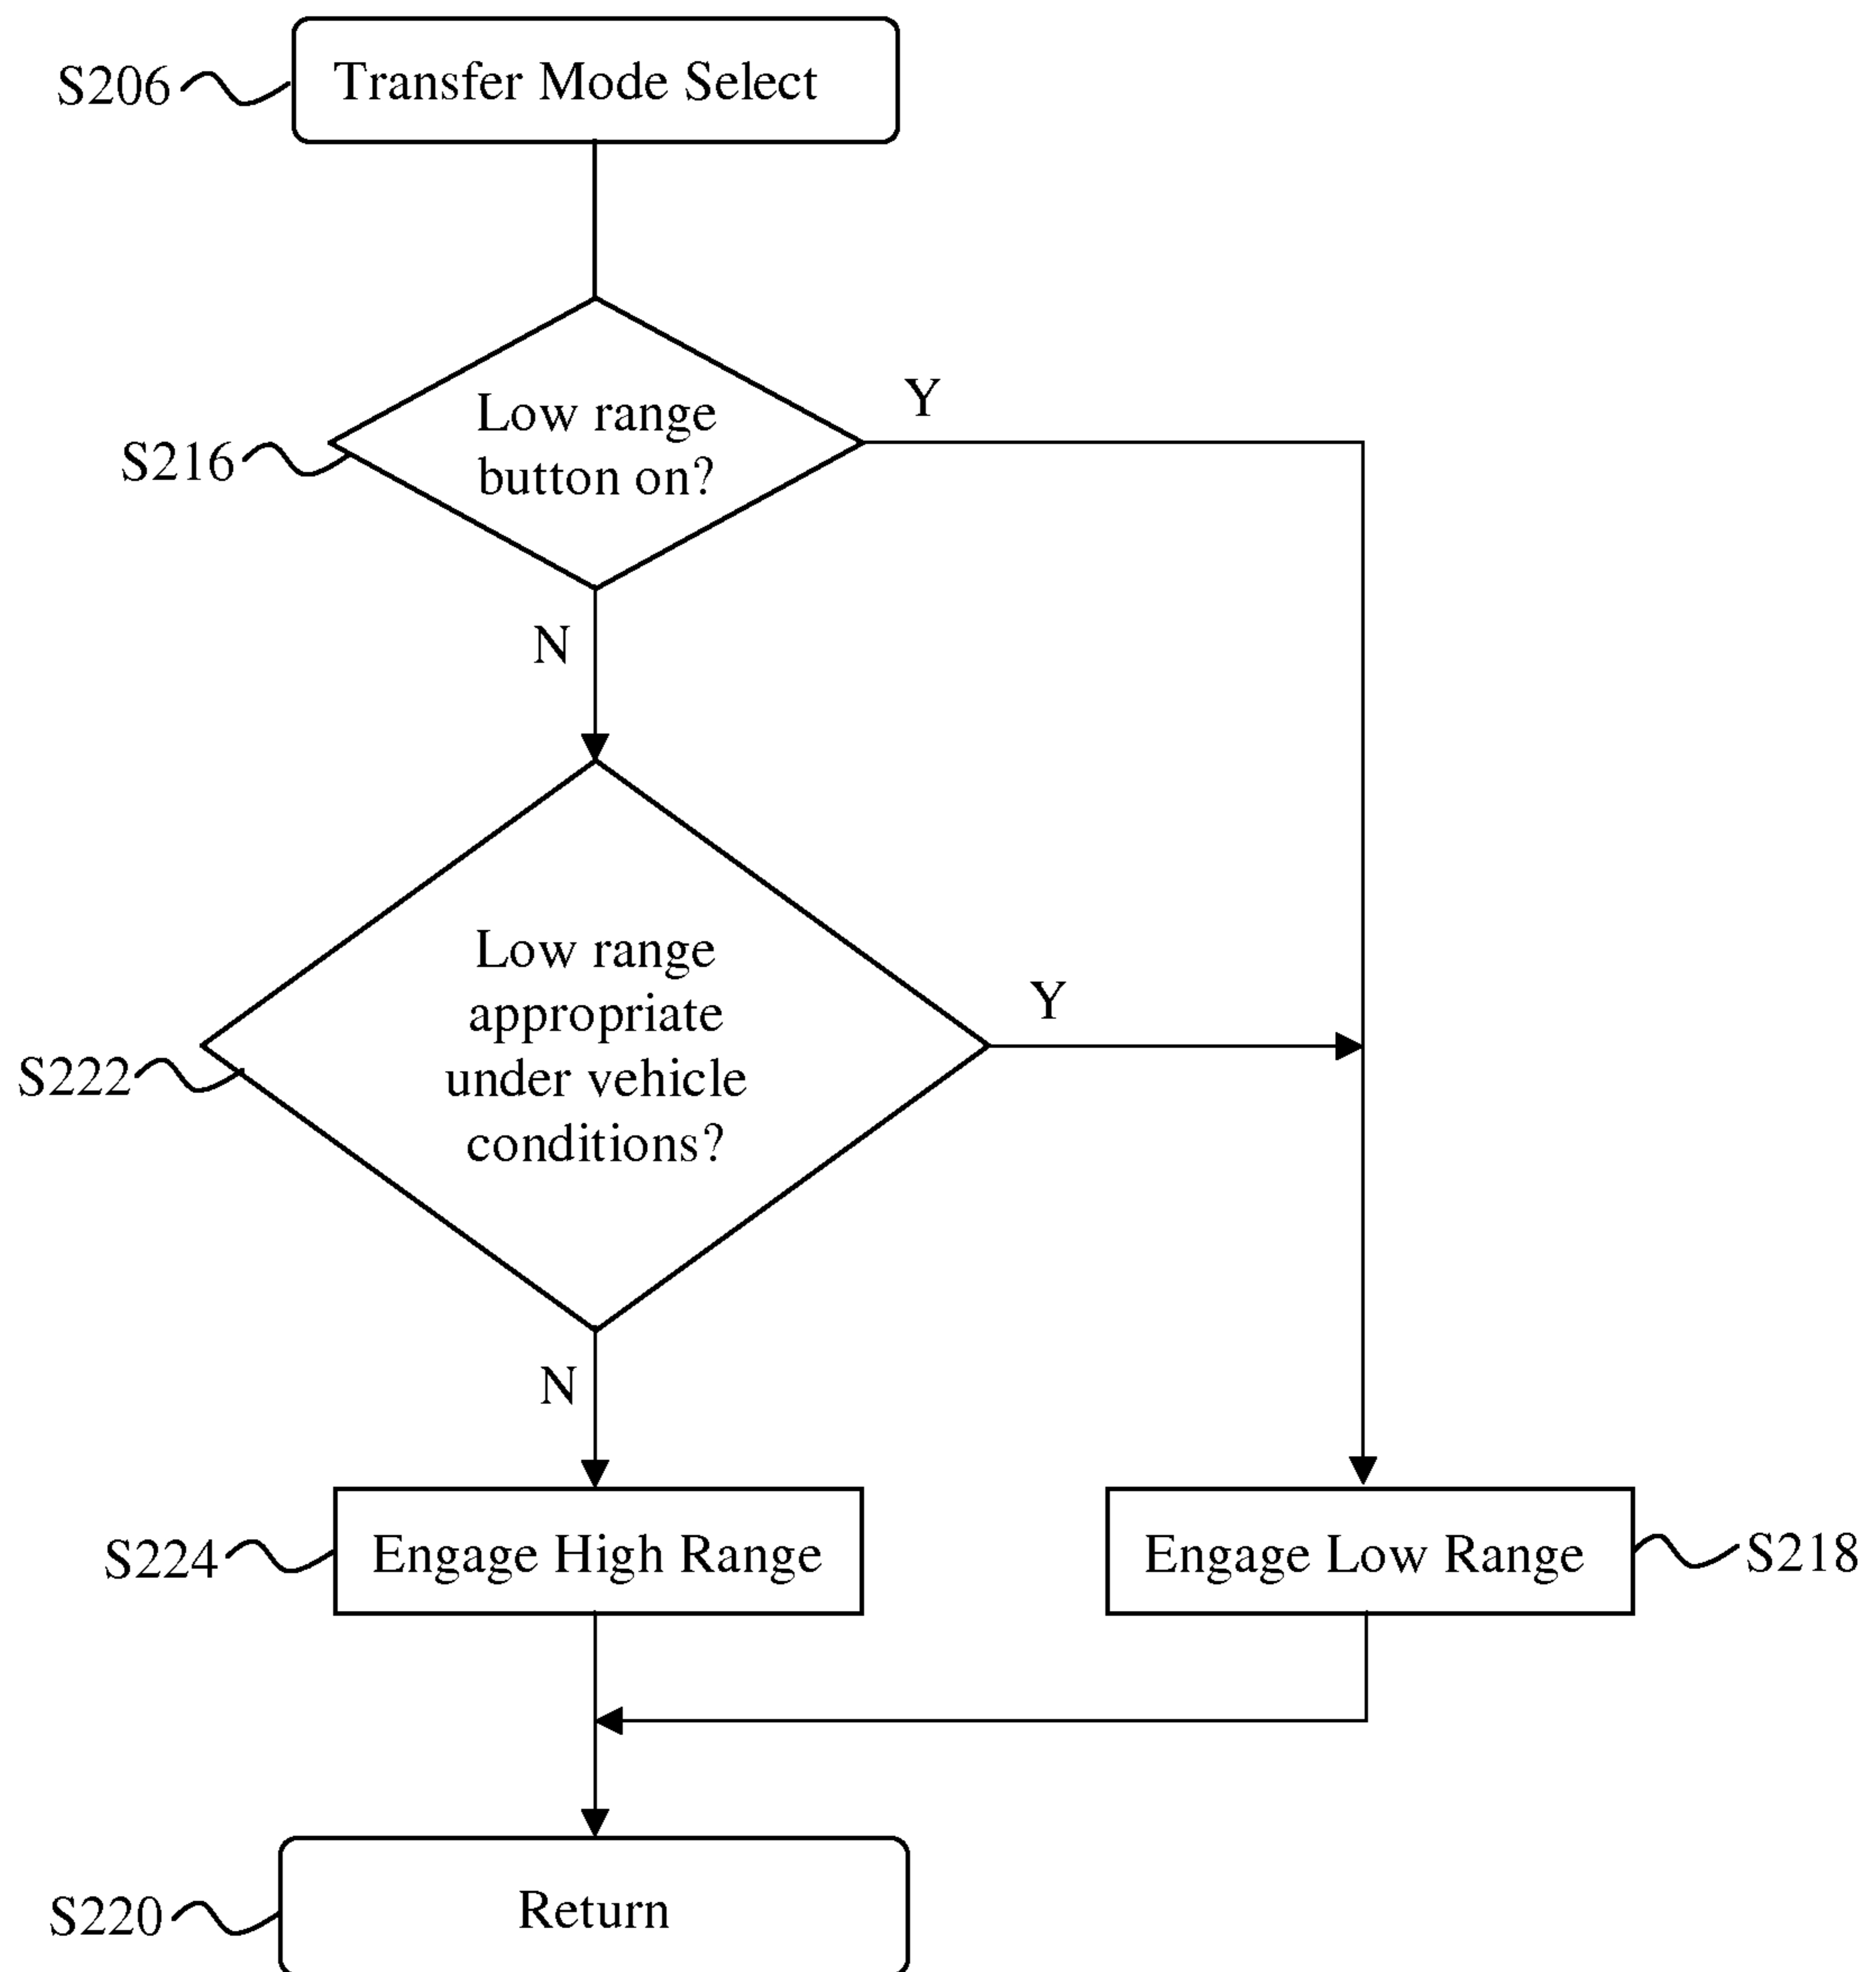 S206
Transfer Mode Select
Low range
button on?
Y
S216
N
Low range
appropriate
under vehicle
conditions?
Y
S222
N
S224
Engage High Range
Engage Low Range
S218
S220
Return